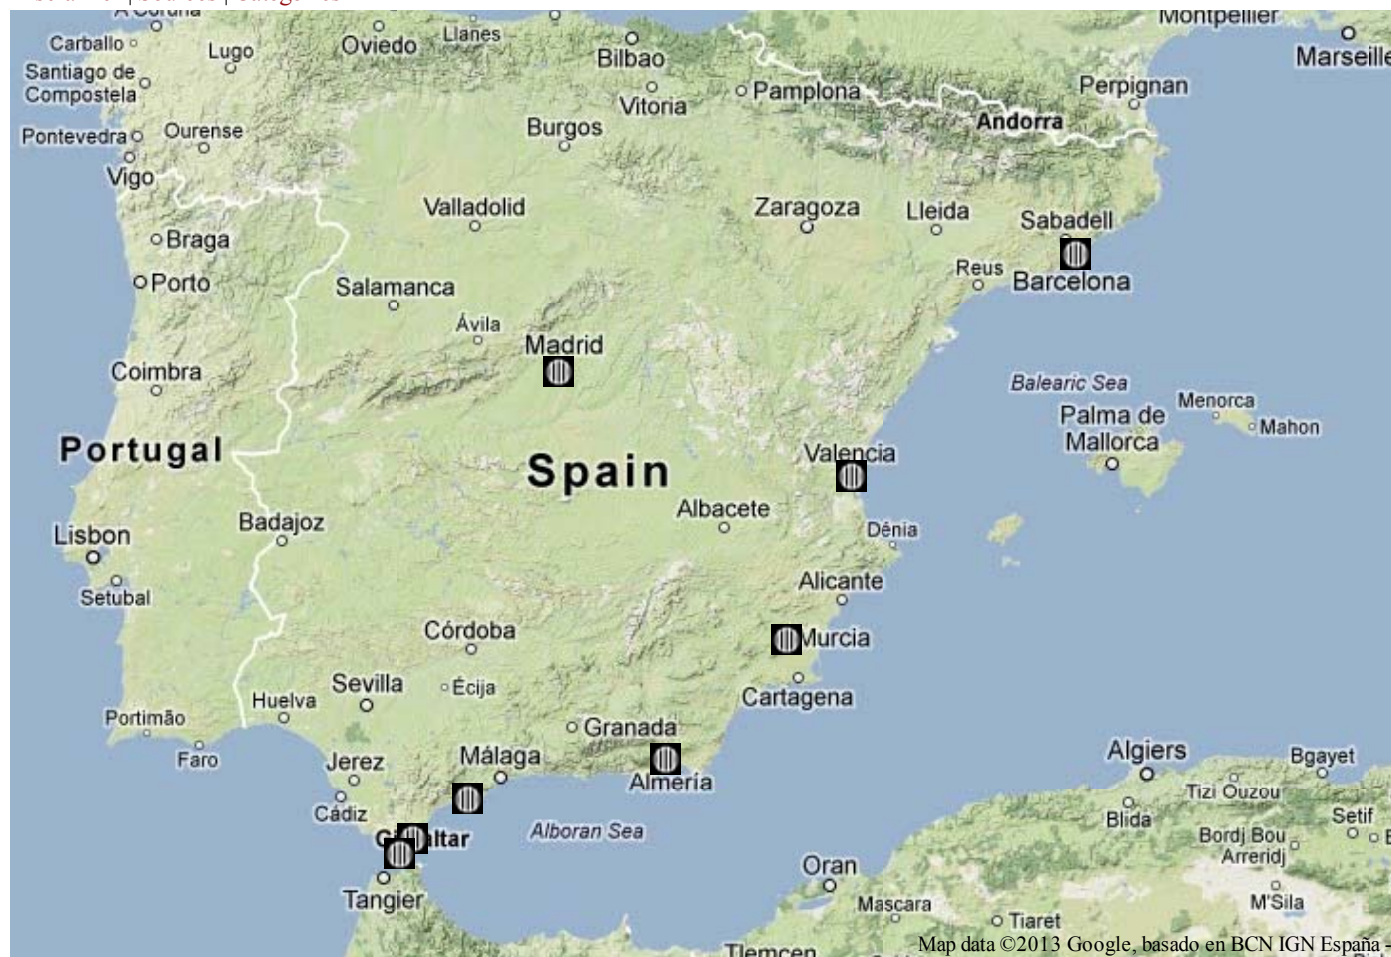 Sources | Categories
A Coruña
Carballo
Lugo
Oviedo
Llanes
Bilbao
Montpellier
Marseille
Santiago de
Compostela
Vitoria
Pamplona
Perpignan
Andorra
Pontevedra
Ourense
Burgos
Vigo
Valladolid
Zaragoza
Lleida
Sabadell
Braga
Porto
Salamanca
Reus
Barcelona
Ávila
Madrid
Coimbra
Balearic Sea
Menorca
Mahon
Palma de
Mallorca
Portugal
Spain
Valencia
Albacete
Lisbon
Badajoz
Dénia
Setubal
Alicante
Córdoba
Murcia
Sevilla
Écija
Cartagena
Huelva
Portimão
Granada
Faro
Jerez
Málaga
Almería
Algiers
Bgayet
Tizi Ouzou
Cádiz
Blida
Setif
Alboran Sea
Bordj Bou
Arreridj
Oran
Tangier
Mascara
Tiaret
M'Sila
Tlemcen
Map data ©2013 Google, basado en BCN IGN España -